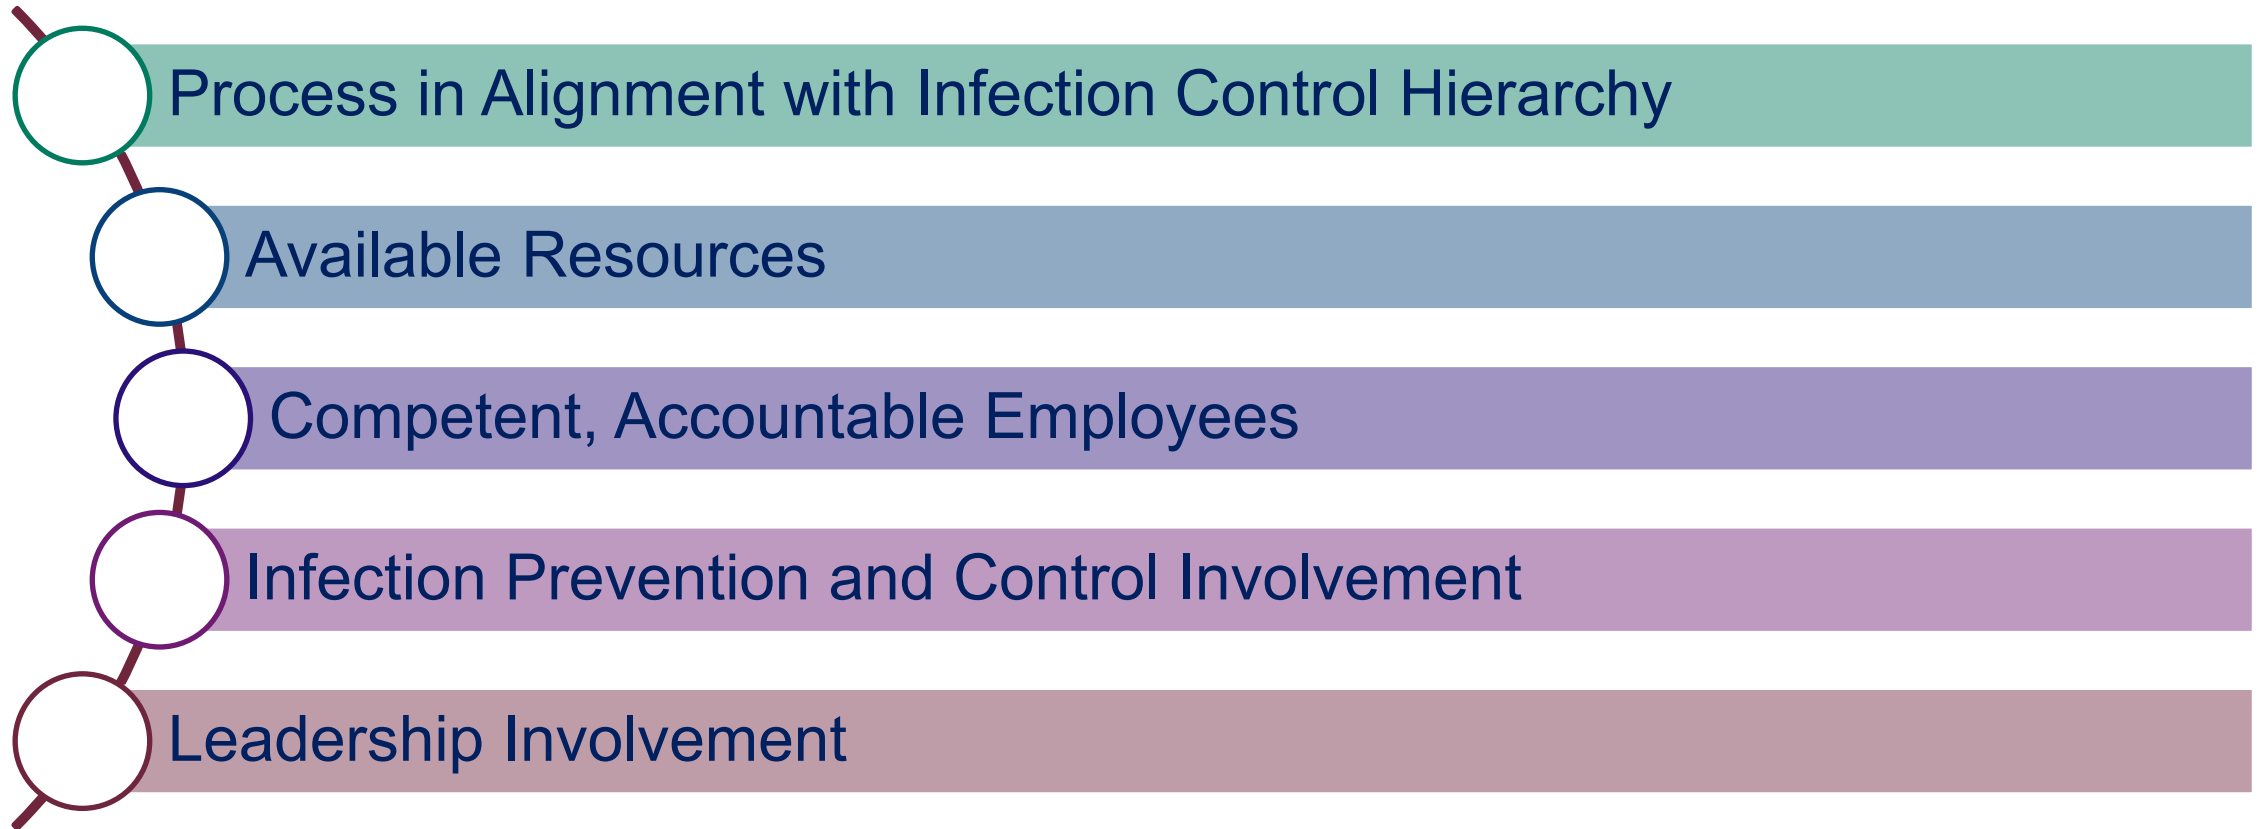 Process in Alignment with Infection Control Hierarchy
Available Resources
Competent, Accountable Employees
Infection Prevention and Control Involvement
Leadership Involvement